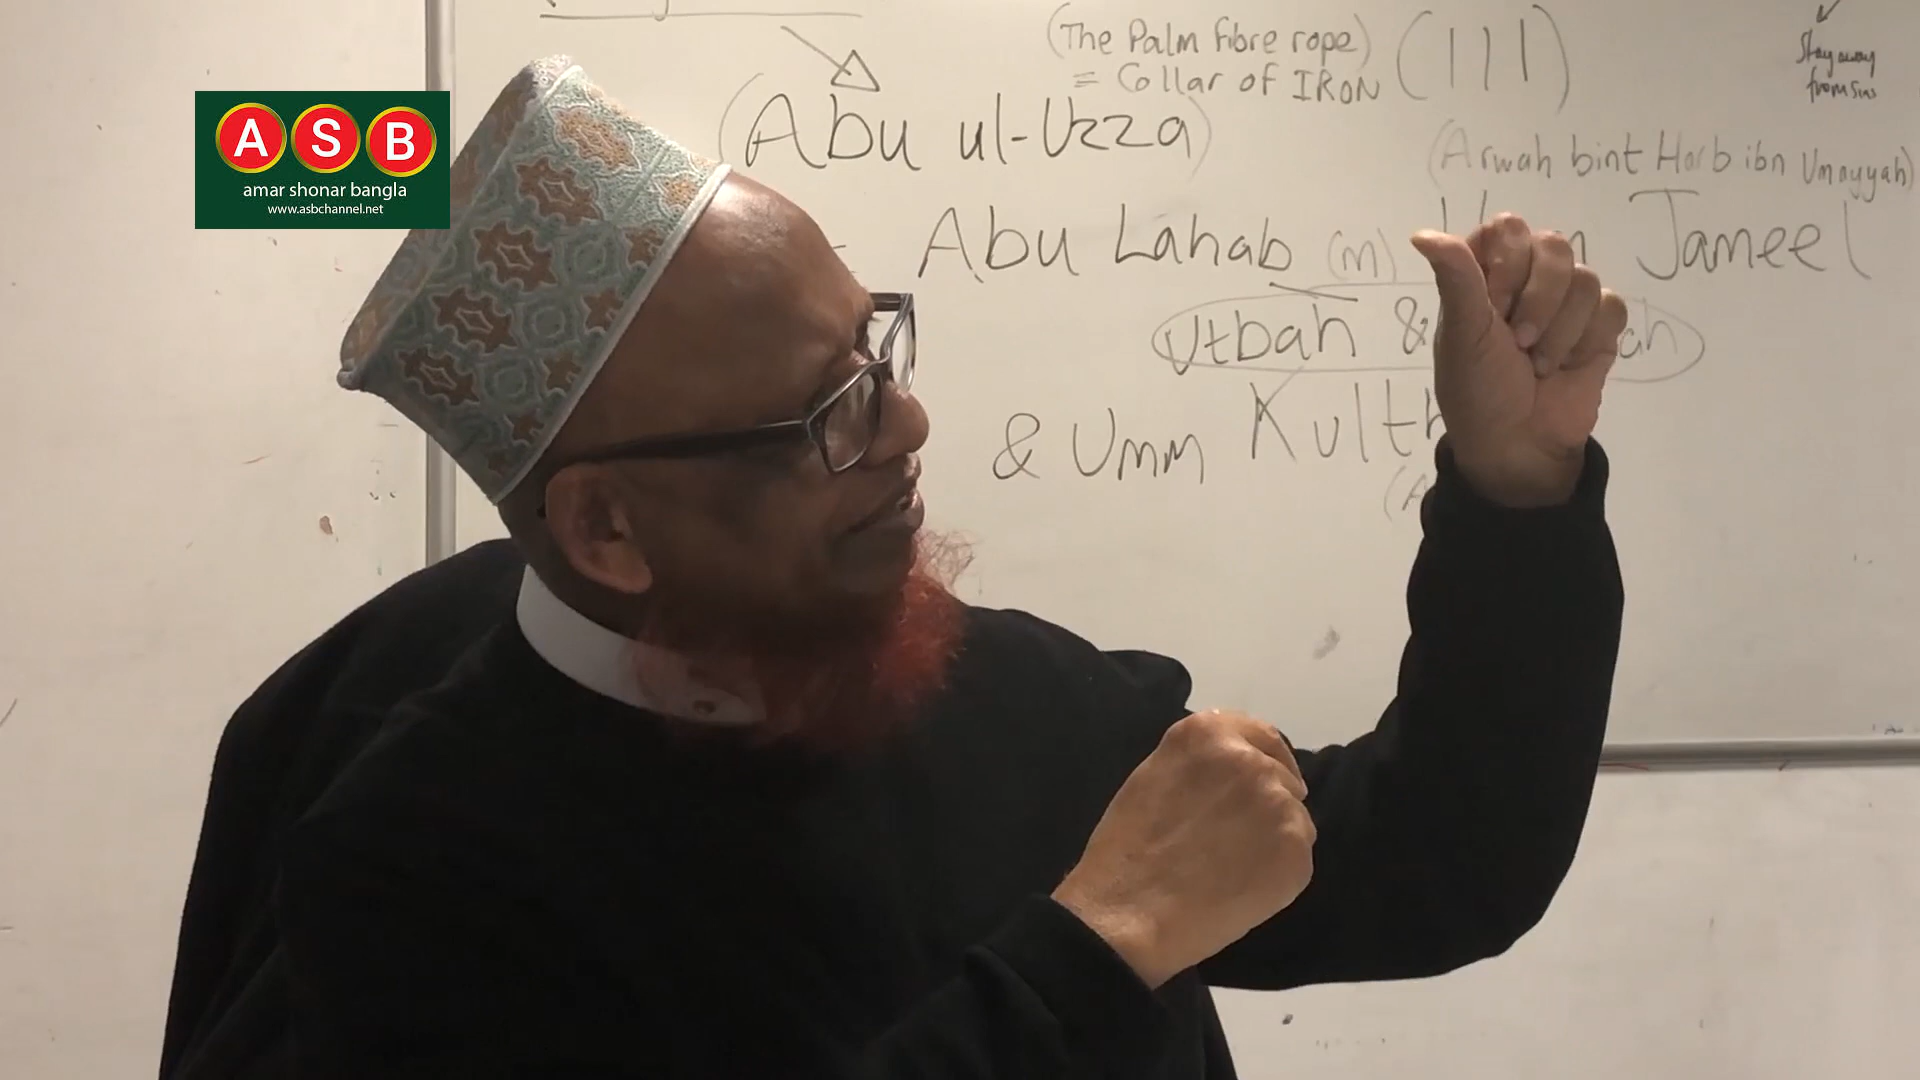 (The Palm fibre rope)
= Collar of IRON
(111)
Stay away
from sins
A S B
amar shonar bangla
www.asbchannel.net
(Abu ul-Uzza)
(Arwah bint Harb ibn Umayyah)
Abu Lahab (m) Jameel
Utbah &
& Umm Kulth